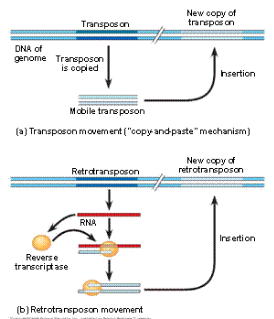 Transposon
New copy of
transposon
DNA of
genome
Transposon
is copied
Insertion
Mobile transposon
(a) Transposon movement ("copy-and-paste" mechanism)
New copy of
retrotransposon
Retrotransposon
RNA
Insertion
Reverse
transcriptase
(b) Retrotransposon movement